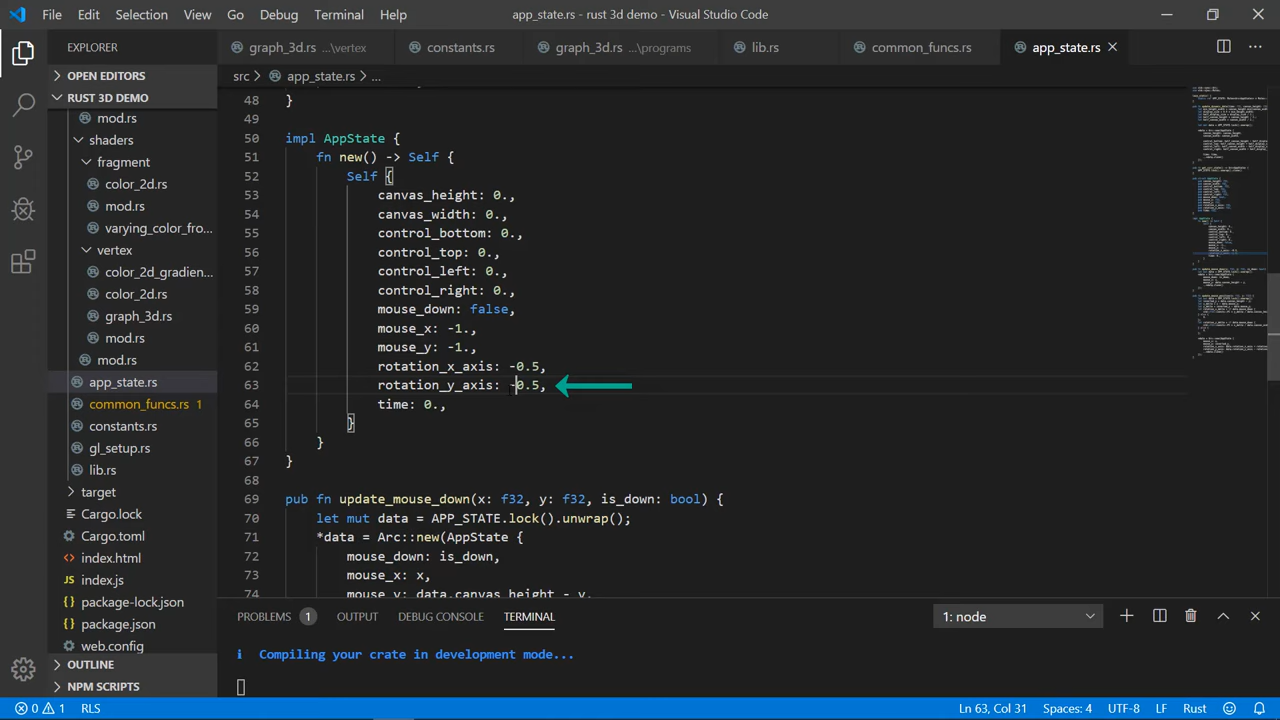 File Edit Selection View Go Debug Terminal Help
app_state.rs - rust 3d demo - Visual Studio Code
EXPLORER
graph_3d.rs ...\vertex
constants.rs
graph_3d.rs ...\programs
lib.rs
common_funcs.rs
app_state.rs
OPEN EDITORS
RUST 3D DEMO
mod.rs
shaders
fragment
color_2d.rs
mod.rs
varying_color_fro...
vertex
color_2d_gradien...
color_2d.rs
graph_3d.rs
mod.rs
mod.rs
app_state.rs
common_funcs.rs 1
constants.rs
gl_setup.rs
lib.rs
target
Cargo.lock
Cargo.toml
index.html
index.js
package-lock.json
package.json
web.config
OUTLINE
NPM SCRIPTS
src > app_state.rs > ...
48 }
49
50 impl AppState {
51 fn new() -> Self {
52 Self {
53 canvas_height: 0.,
54 canvas_width: 0.,
55 control_bottom: 0.
56 control_top: 0.,
57 control_left: 0.,
58 control_right: 0.,
59 mouse_down: false,
60 mouse_x: -1.,
61 mouse_y: -1.,
62 rotation_x_axis: -0.5,
63 rotation_y_axis: -0.5,
64 time: 0.,
65 }
66 }
67 }
68
69 pub fn update_mouse_down(x: f32, y: f32, is_down: bool) {
70 let mut data = APP_STATE.lock().unwrap();
71 *data = Arc::new(AppState {
72 mouse_down: is_down,
73 mouse_x: x,
74 mouse_y: data.canvas_height - y,
PROBLEMS 1 OUTPUT DEBUG CONSOLE TERMINAL
1: node
i Compiling your crate in development mode...
0 1 RLS
Ln 63, Col 31 Spaces: 4 UTF-8 LF Rust